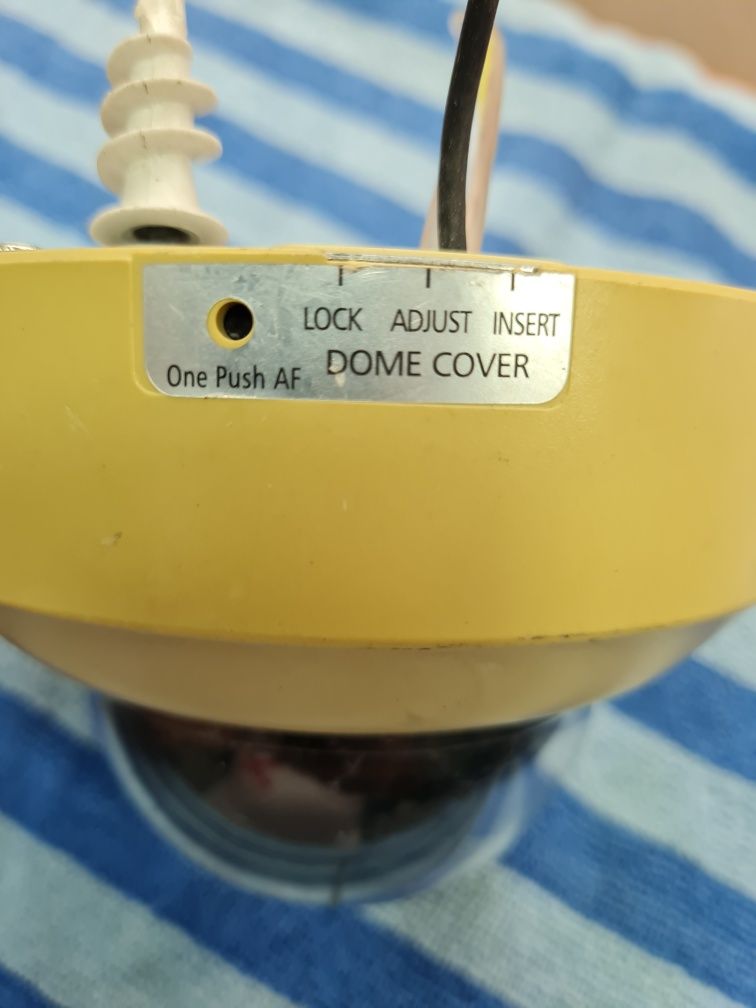 LOCK ADJUST INSERT
DOME COVER
One Push AF